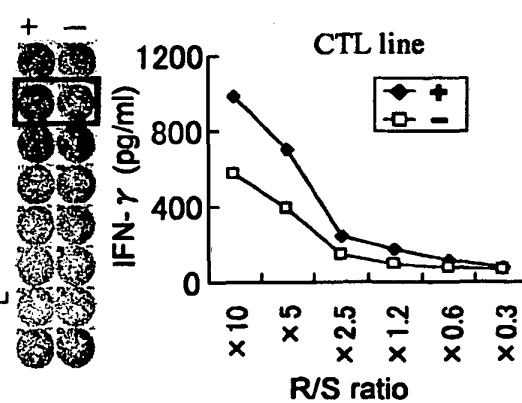 + −
CTL line
1200
800
400
0
IFN-γ (pg/ml)
+
−
×10 ×5 ×2.5 ×1.2 ×0.6 ×0.3
R/S ratio